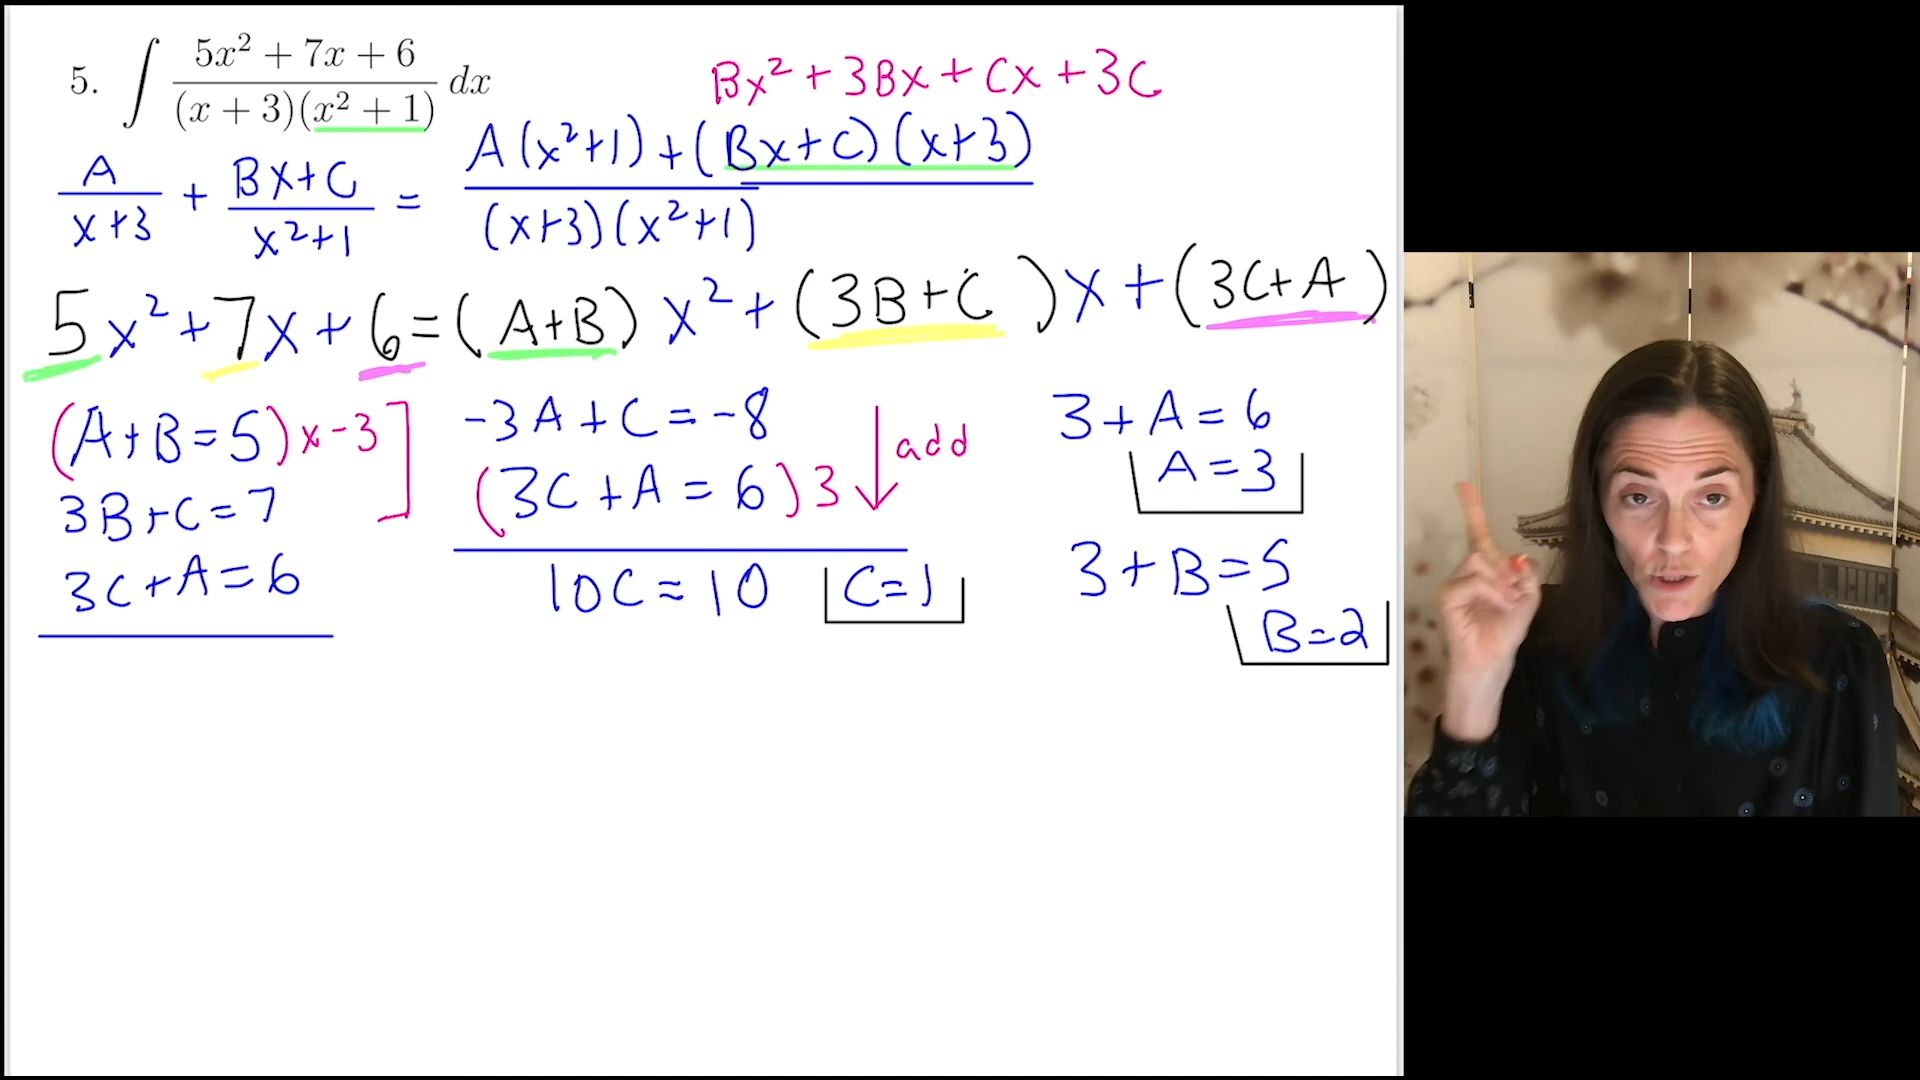 5. ∫ (5x² + 7x + 6) / ((x + 3)(x² + 1)) dx
Bx² + 3Bx + Cx + 3C
A/(x+3) + (Bx+C)/(x²+1) = (A(x²+1) + (Bx+C)(x+3)) / ((x+3)(x²+1))
5x² + 7x + 6 = (A+B)x² + (3B+C)x + (3C+A)
(A+B=5)x-3
3B+C=7
3C+A=6
-3A+C=-8
(3C+A=6)3
add
10C=10
C=1
3+A=6
A=3
3+B=5
B=2